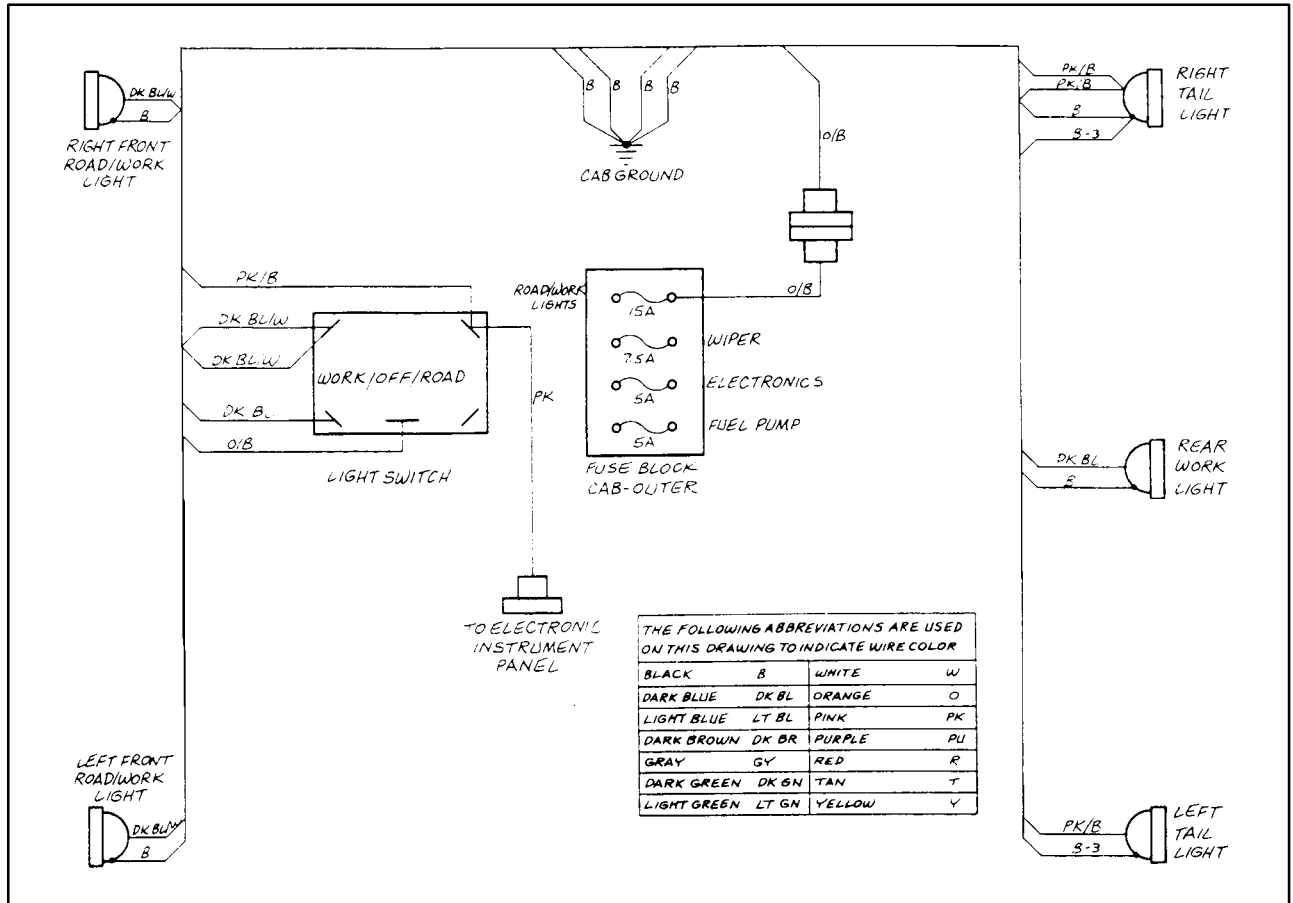 DK BL/W
B
RIGHT FRONT
ROAD/WORK
LIGHT
B B B B
CAB GROUND
O/B
PK/B
PK/B
B
B-3
RIGHT
TAIL
LIGHT
PK/B
DK BL/W
DK BL/W
DK BL
O/B
WORK/OFF/ROAD
LIGHT SWITCH
PK
ROAD/WORK
LIGHTS
15A
O/B
7.5A
WIPER
5A
ELECTRONICS
5A
FUEL PUMP
FUSE BLOCK
CAB-OUTER
DK BL
B
REAR
WORK
LIGHT
TO ELECTRONIC
INSTRUMENT
PANEL
THE FOLLOWING ABBREVIATIONS ARE USED
ON THIS DRAWING TO INDICATE WIRE COLOR
BLACK B WHITE W
DARK BLUE DK BL ORANGE O
LIGHT BLUE LT BL PINK PK
DARK BROWN DK BR PURPLE PU
GRAY GY RED R
DARK GREEN DK GN TAN T
LIGHT GREEN LT GN YELLOW Y
LEFT FRONT
ROAD/WORK
LIGHT
DK BL/W
B
PK/B
B-3
LEFT
TAIL
LIGHT